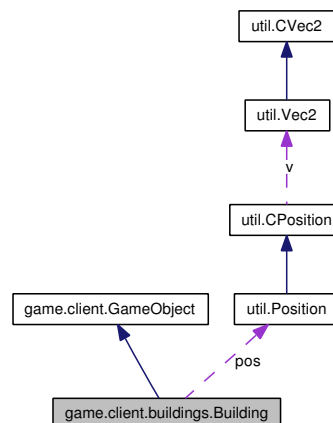 util.CVec2
util.Vec2
v
util.CPosition
game.client.GameObject
util.Position
pos
game.client.buildings.Building